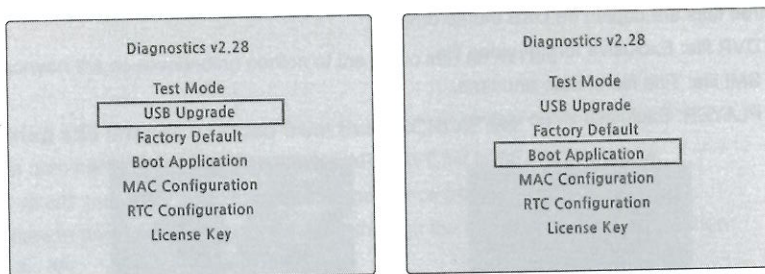 Diagnostics v2.28
Test Mode
USB Upgrade
Factory Default
Boot Application
MAC Configuration
RTC Configuration
License Key
Diagnostics v2.28
Test Mode
USB Upgrade
Factory Default
Boot Application
MAC Configuration
RTC Configuration
License Key